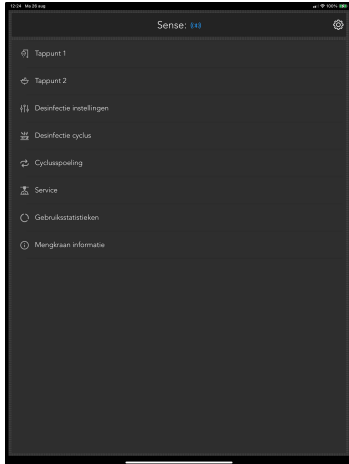 12:24 Ma 26 aug
100%
Sense:
Tappunt 1
Tappunt 2
Desinfectie instellingen
Desinfectie cyclus
Cyclusspoeling
Service
Gebruiksstatistieken
Mengkraan informatie